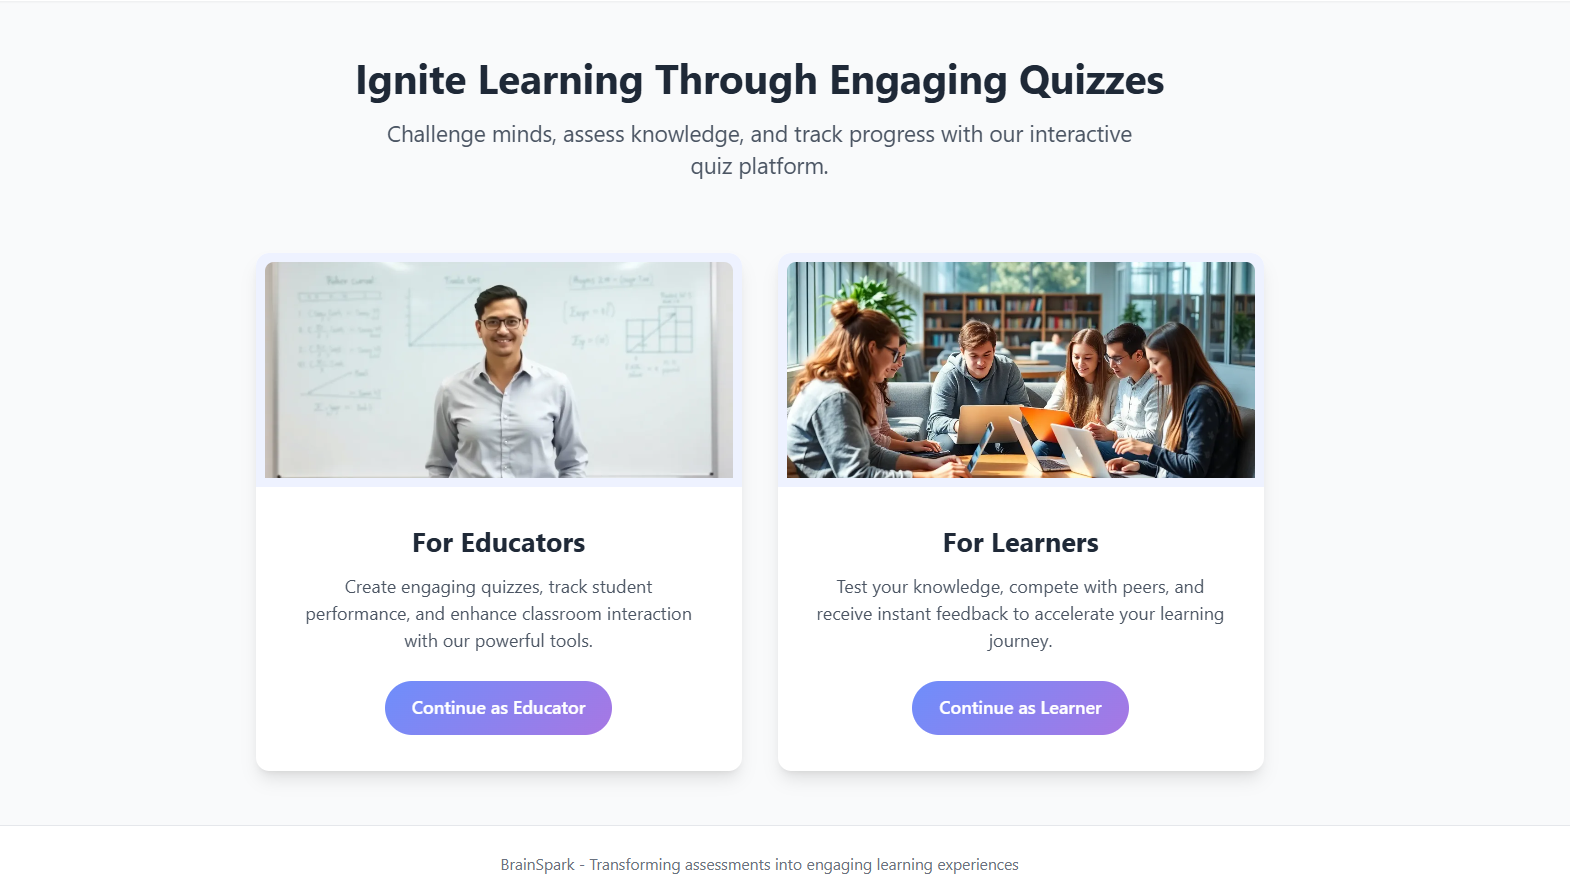 Ignite Learning Through Engaging Quizzes
Challenge minds, assess knowledge, and track progress with our interactive
quiz platform.
For Educators
Create engaging quizzes, track student
performance, and enhance classroom interaction
with our powerful tools.
Continue as Educator
For Learners
Test your knowledge, compete with peers, and
receive instant feedback to accelerate your learning
journey.
Continue as Learner
BrainSpark - Transforming assessments into engaging learning experiences